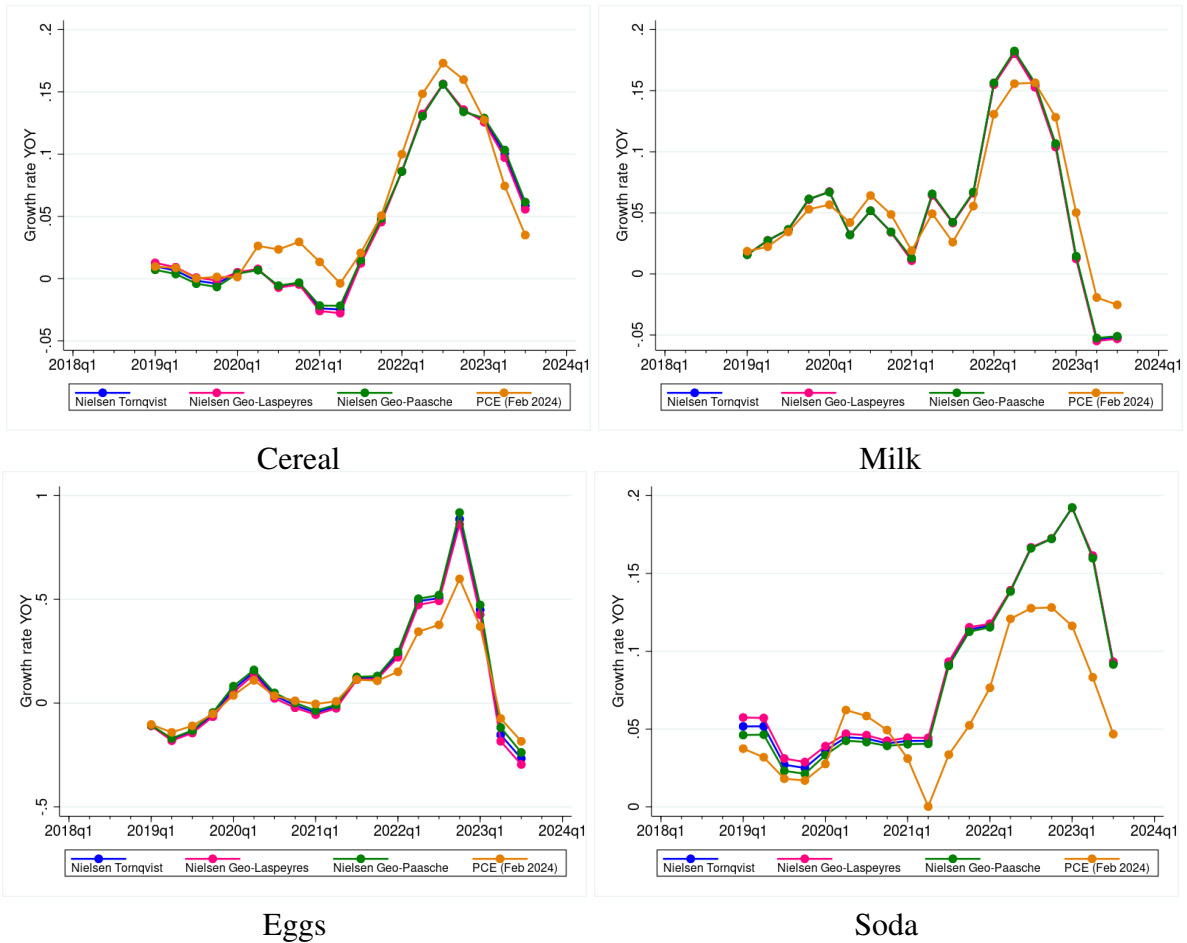 Growth rate YOY
.2
.15
.1
.05
0
-.05
2018q1 2019q1 2020q1 2021q1 2022q1 2023q1 2024q1
Nielsen Tornqvist Nielsen Geo-Laspeyres Nielsen Geo-Paasche PCE (Feb 2024)
Cereal
Growth rate YOY
.2
.15
.1
.05
0
-.05
2018q1 2019q1 2020q1 2021q1 2022q1 2023q1 2024q1
Nielsen Tornqvist Nielsen Geo-Laspeyres Nielsen Geo-Paasche PCE (Feb 2024)
Milk
Growth rate YOY
1
.5
0
-.5
2018q1 2019q1 2020q1 2021q1 2022q1 2023q1 2024q1
Nielsen Tornqvist Nielsen Geo-Laspeyres Nielsen Geo-Paasche PCE (Feb 2024)
Eggs
Growth rate YOY
.2
.15
.1
.05
0
2018q1 2019q1 2020q1 2021q1 2022q1 2023q1 2024q1
Nielsen Tornqvist Nielsen Geo-Laspeyres Nielsen Geo-Paasche PCE (Feb 2024)
Soda